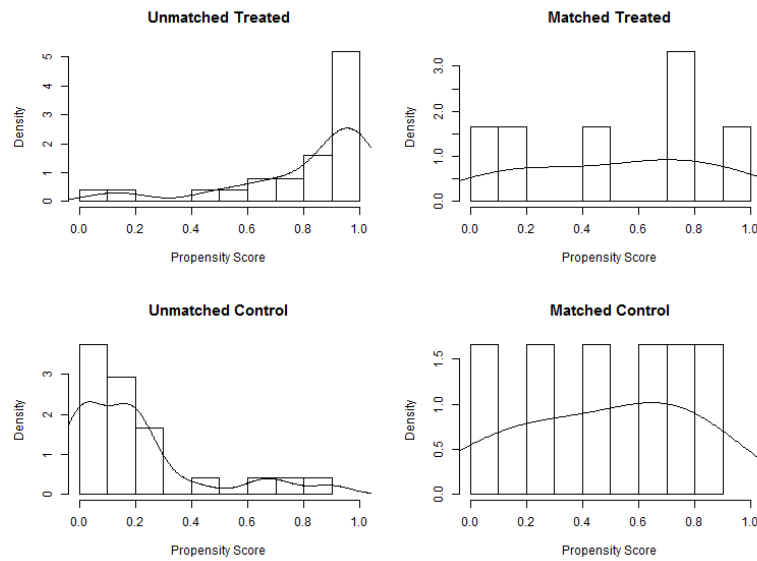 Unmatched Treated
Density
0 1 2 3 4 5
0.0 0.2 0.4 0.6 0.8 1.0
Propensity Score
Matched Treated
Density
0.0 1.0 2.0 3.0
0.0 0.2 0.4 0.6 0.8 1.0
Propensity Score
Unmatched Control
Density
0 1 2 3
0.0 0.2 0.4 0.6 0.8 1.0
Propensity Score
Matched Control
Density
0.0 0.5 1.0 1.5
0.0 0.2 0.4 0.6 0.8 1.0
Propensity Score